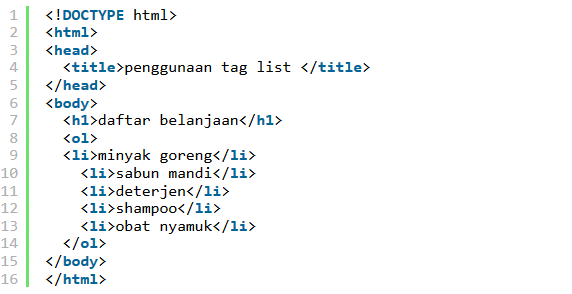 1 <!DOCTYPE html>
2 <html>
3 <head>
4   <title>penggunaan tag list </title>
5 </head>
6 <body>
7   <h1>daftar belanjaan</h1>
8   <ol>
9   <li>minyak goreng</li>
10     <li>sabun mandi</li>
11     <li>deterjen</li>
12     <li>shampoo</li>
13     <li>obat nyamuk</li>
14   </ol>
15 </body>
16 </html>